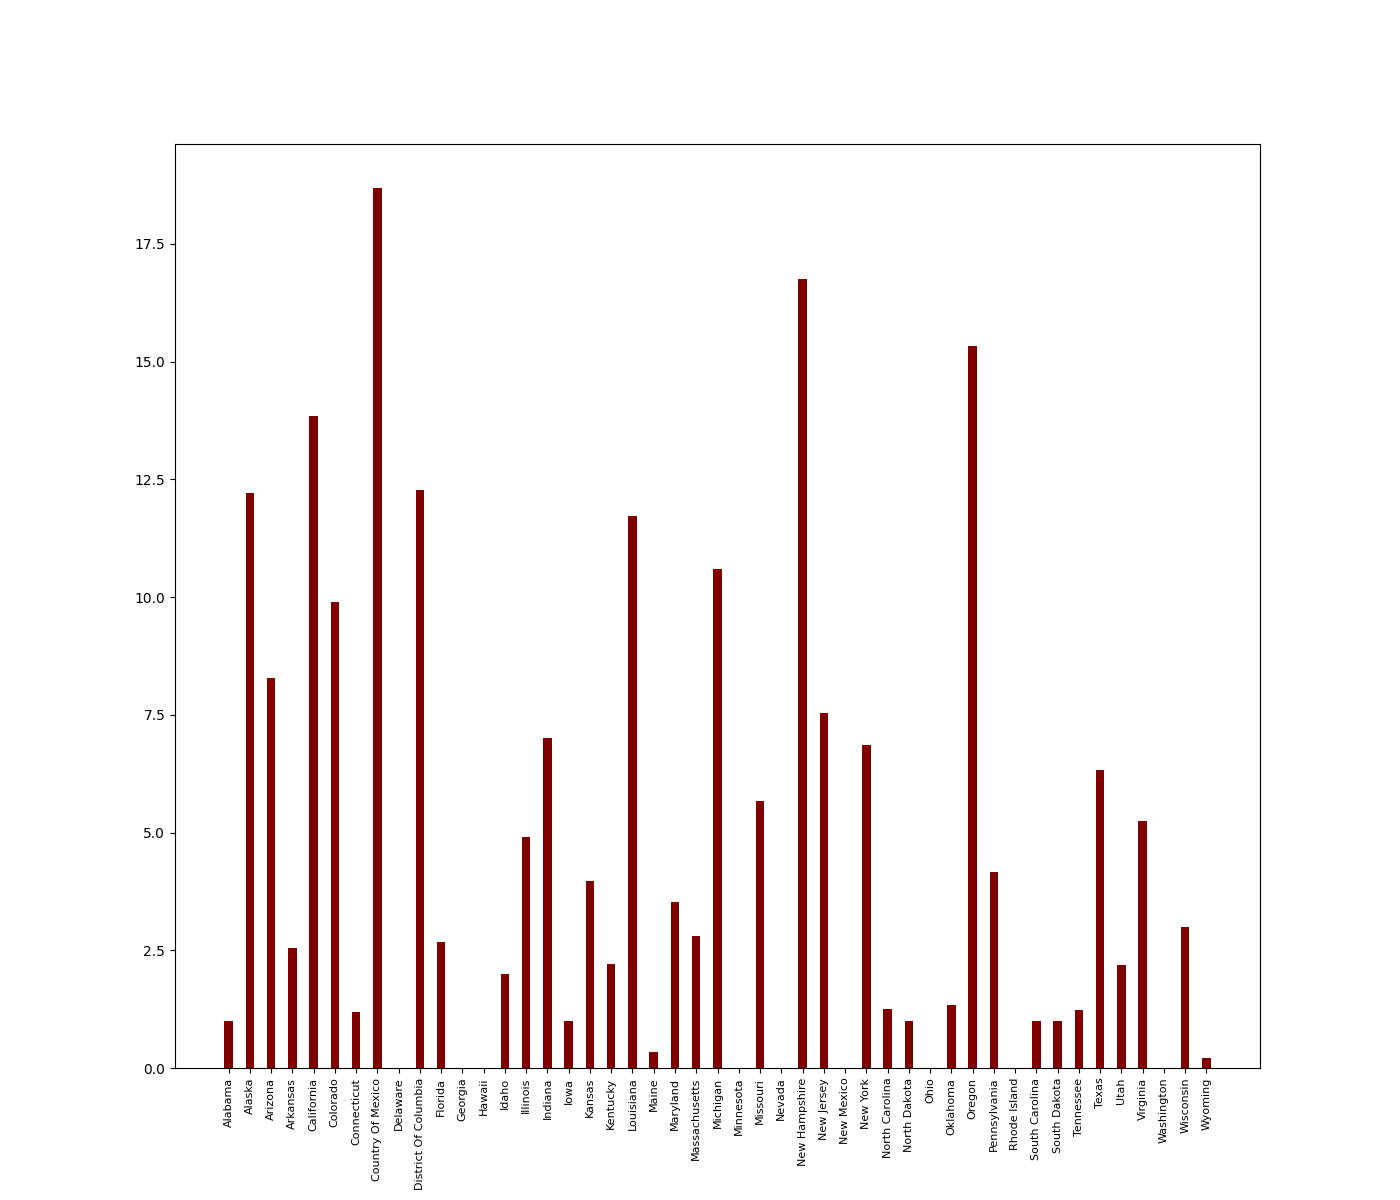 17.5
15.0
12.5
10.0
7.5
5.0
2.5
0.0
Alabama
Alaska
Arizona
Arkansas
California
Colorado
Connecticut
Country Of Mexico
Delaware
District Of Columbia
Florida
Georgia
Hawaii
Idaho
Illinois
Indiana
Iowa
Kansas
Kentucky
Louisiana
Maine
Maryland
Massachusetts
Michigan
Minnesota
Missouri
Nevada
New Hampshire
New Jersey
New Mexico
New York
North Carolina
North Dakota
Ohio
Oklahoma
Oregon
Pennsylvania
Rhode Island
South Carolina
South Dakota
Tennessee
Texas
Utah
Virginia
Washington
Wisconsin
Wyoming